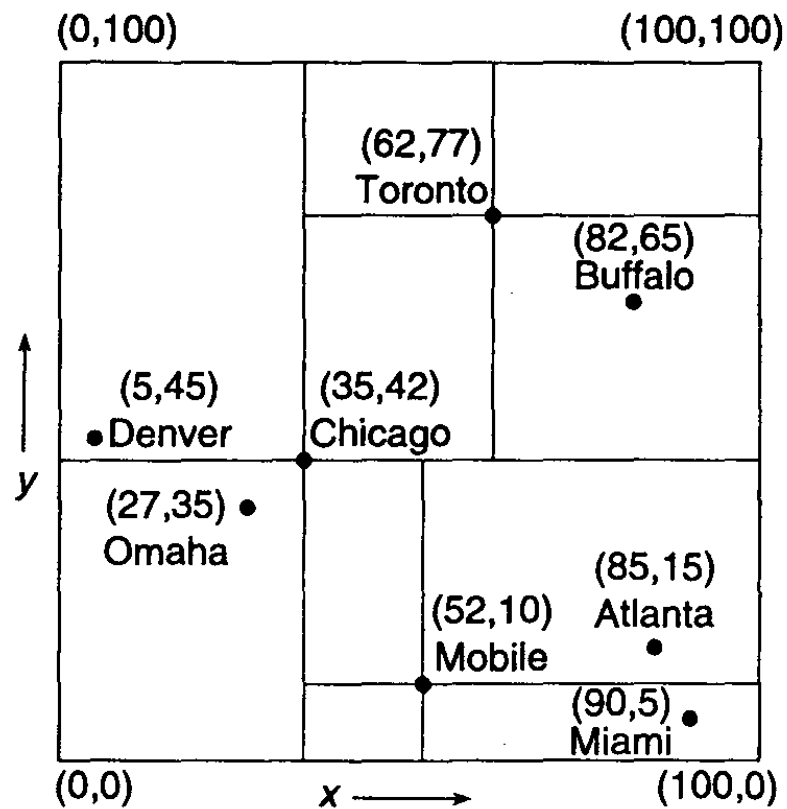 (0,100)
(100,100)
(62,77)
Toronto
(82,65)
Buffalo
(5,45)
Denver
(35,42)
Chicago
y
(27,35)
Omaha
(85,15)
Atlanta
(52,10)
Mobile
(90,5)
Miami
(0,0)
x
(100,0)